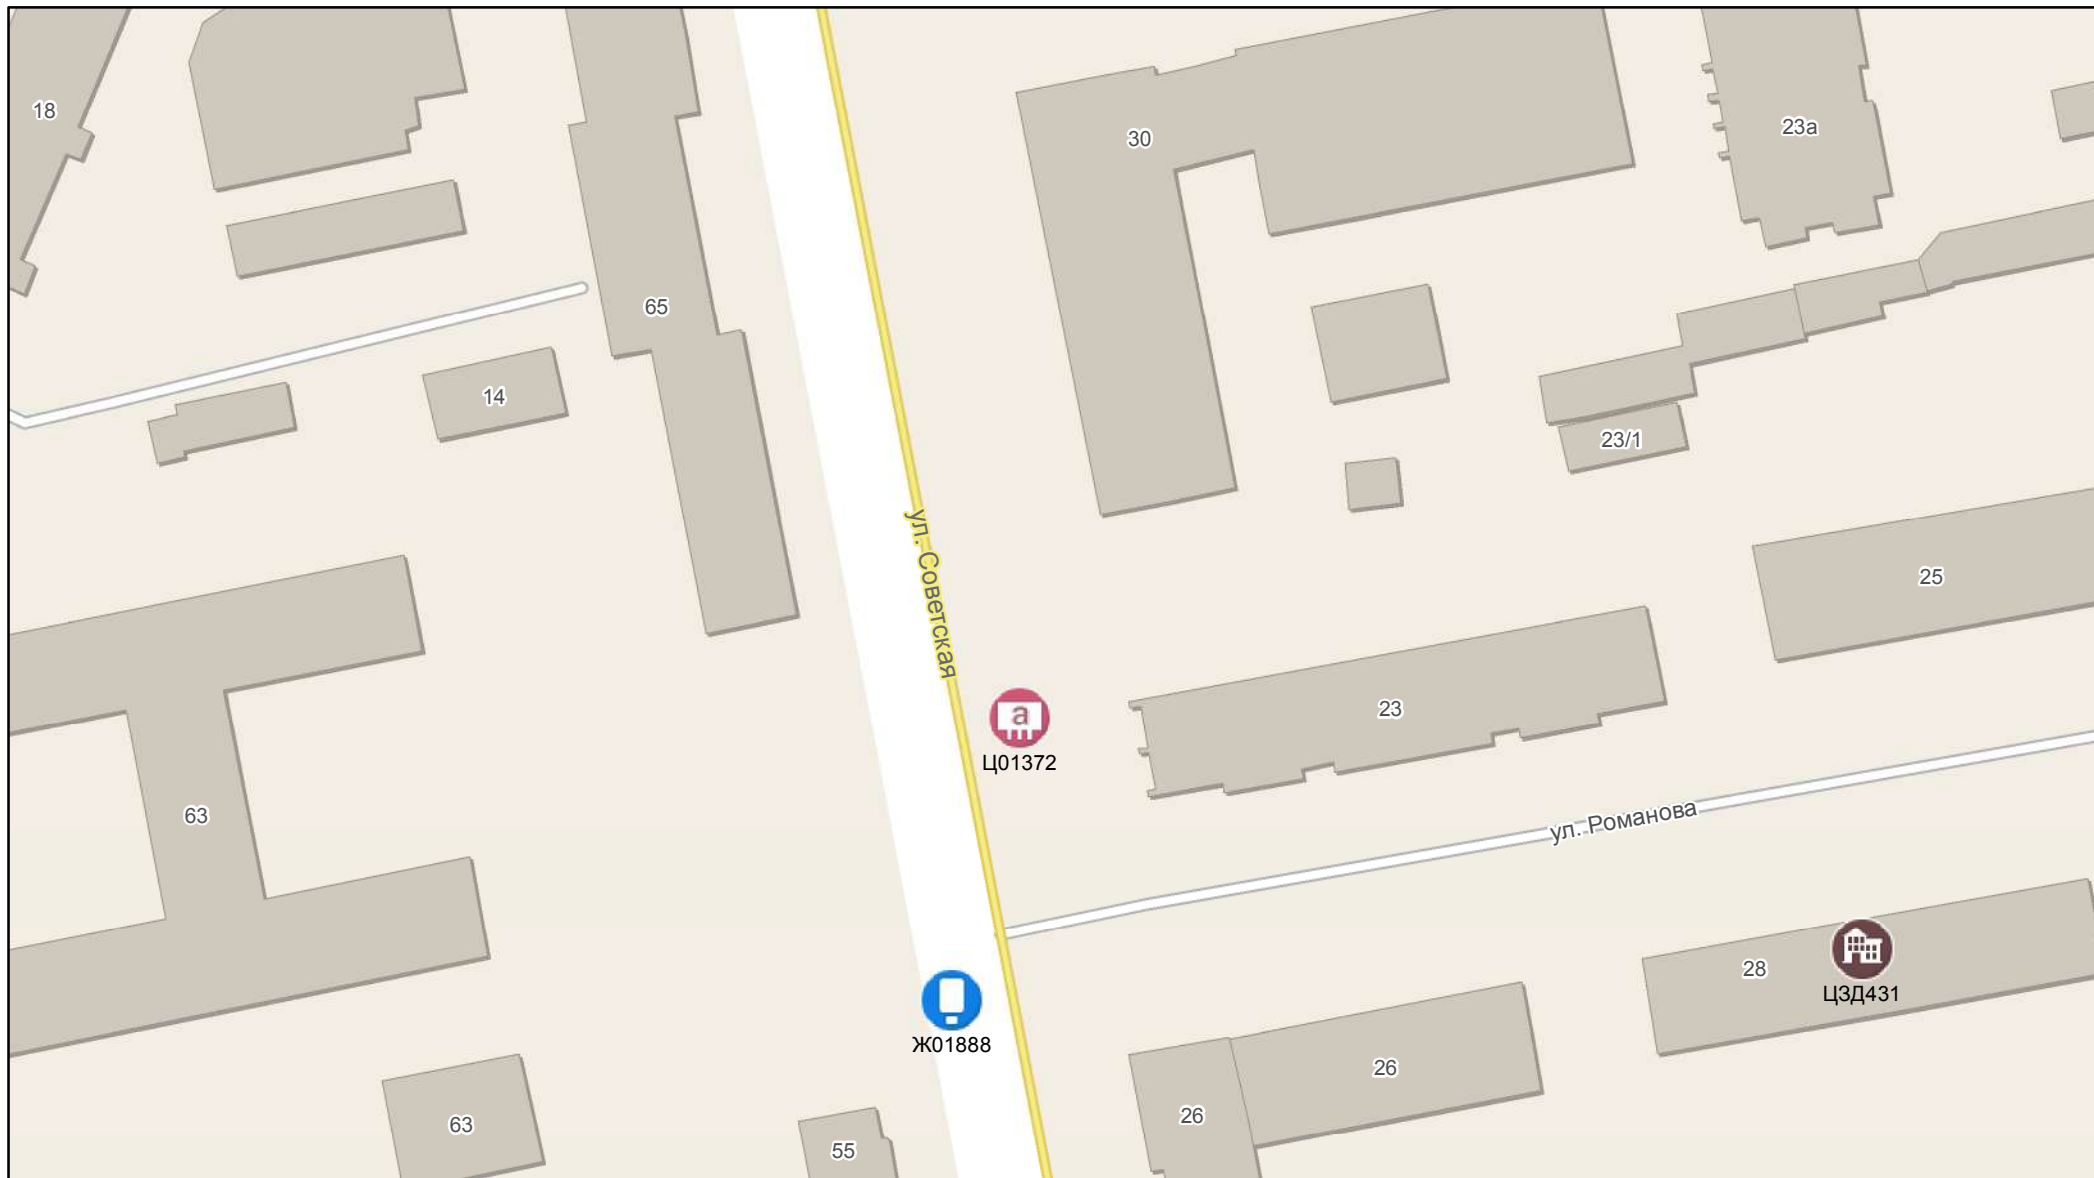 18
30
23а
65
14
23/1
25
ул. Советская
23
a
Ц01372
63
ул. Романова
28
ЦЗД431
Ж01888
26
26
63
55